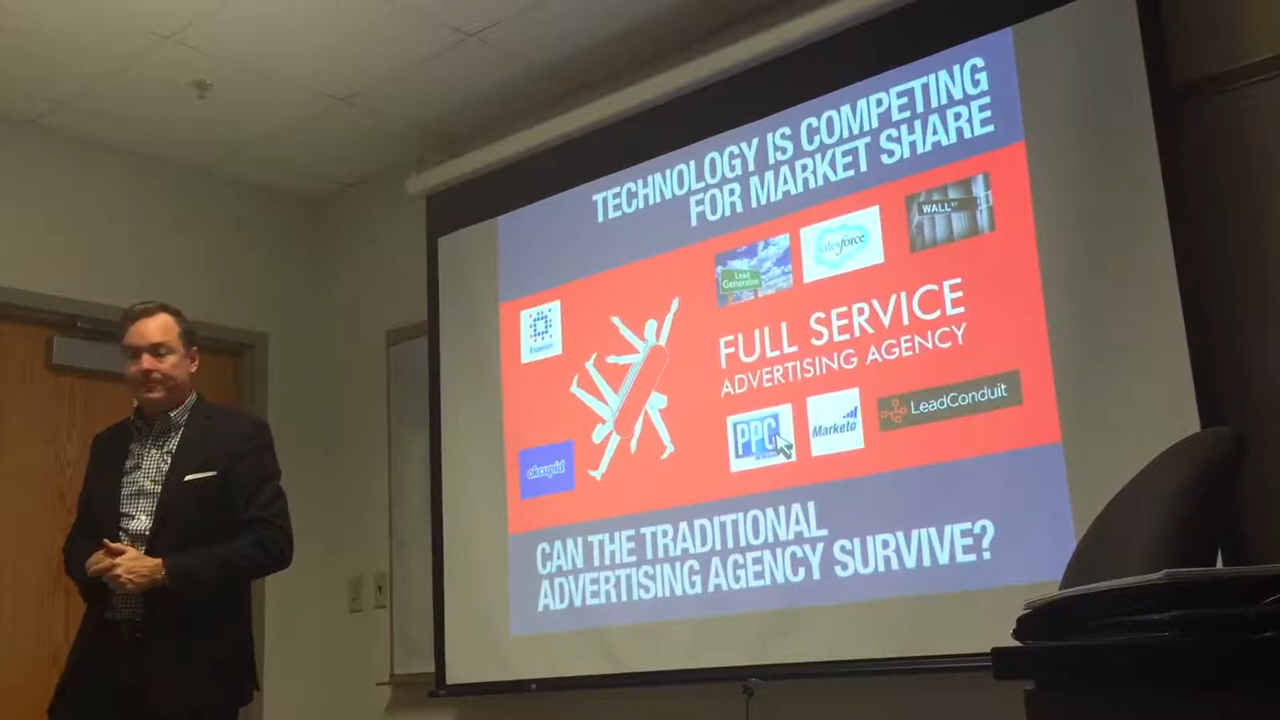 TECHNOLOGY IS COMPETING
FOR MARKET SHARE
WALL ST
salesforce
Lead
Generation
Experian
FULL SERVICE
ADVERTISING AGENCY
LeadConduit
Marketo
PPC
okcupid
CAN THE TRADITIONAL
ADVERTISING AGENCY SURVIVE?